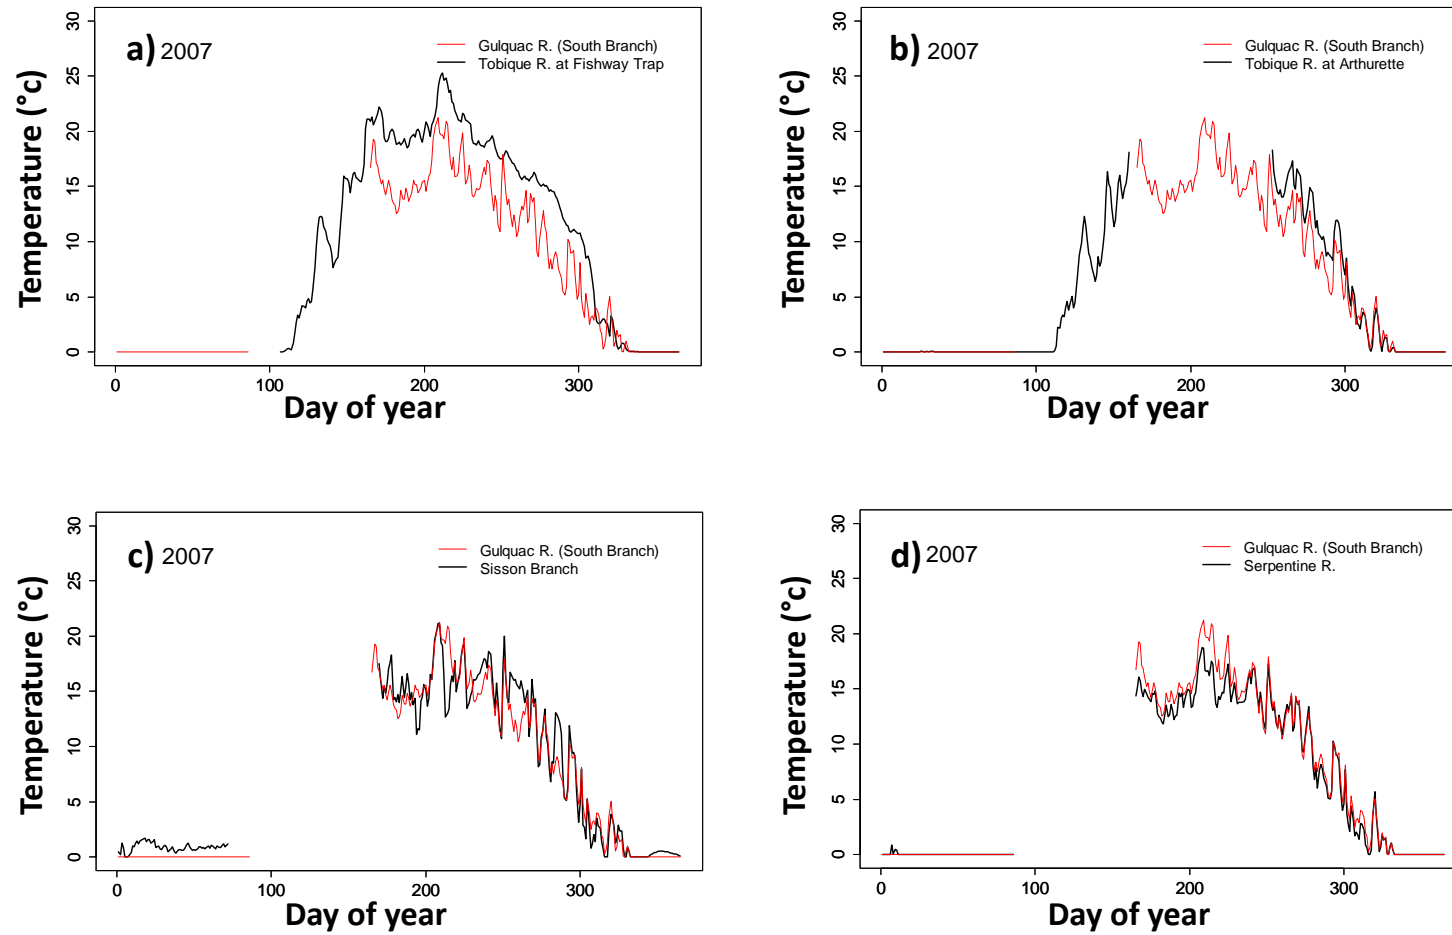 a) 2007
Gulquac R. (South Branch)
Tobique R. at Fishway Trap
30
25
20
15
10
5
0
Temperature (°c)
0 100 200 300
Day of year
b) 2007
Gulquac R. (South Branch)
Tobique R. at Arthurette
30
25
20
15
10
5
0
Temperature (°c)
0 100 200 300
Day of year
c) 2007
Gulquac R. (South Branch)
Sisson Branch
30
25
20
15
10
5
0
Temperature (°c)
0 100 200 300
Day of year
d) 2007
Gulquac R. (South Branch)
Serpentine R.
30
25
20
15
10
5
0
Temperature (°c)
0 100 200 300
Day of year